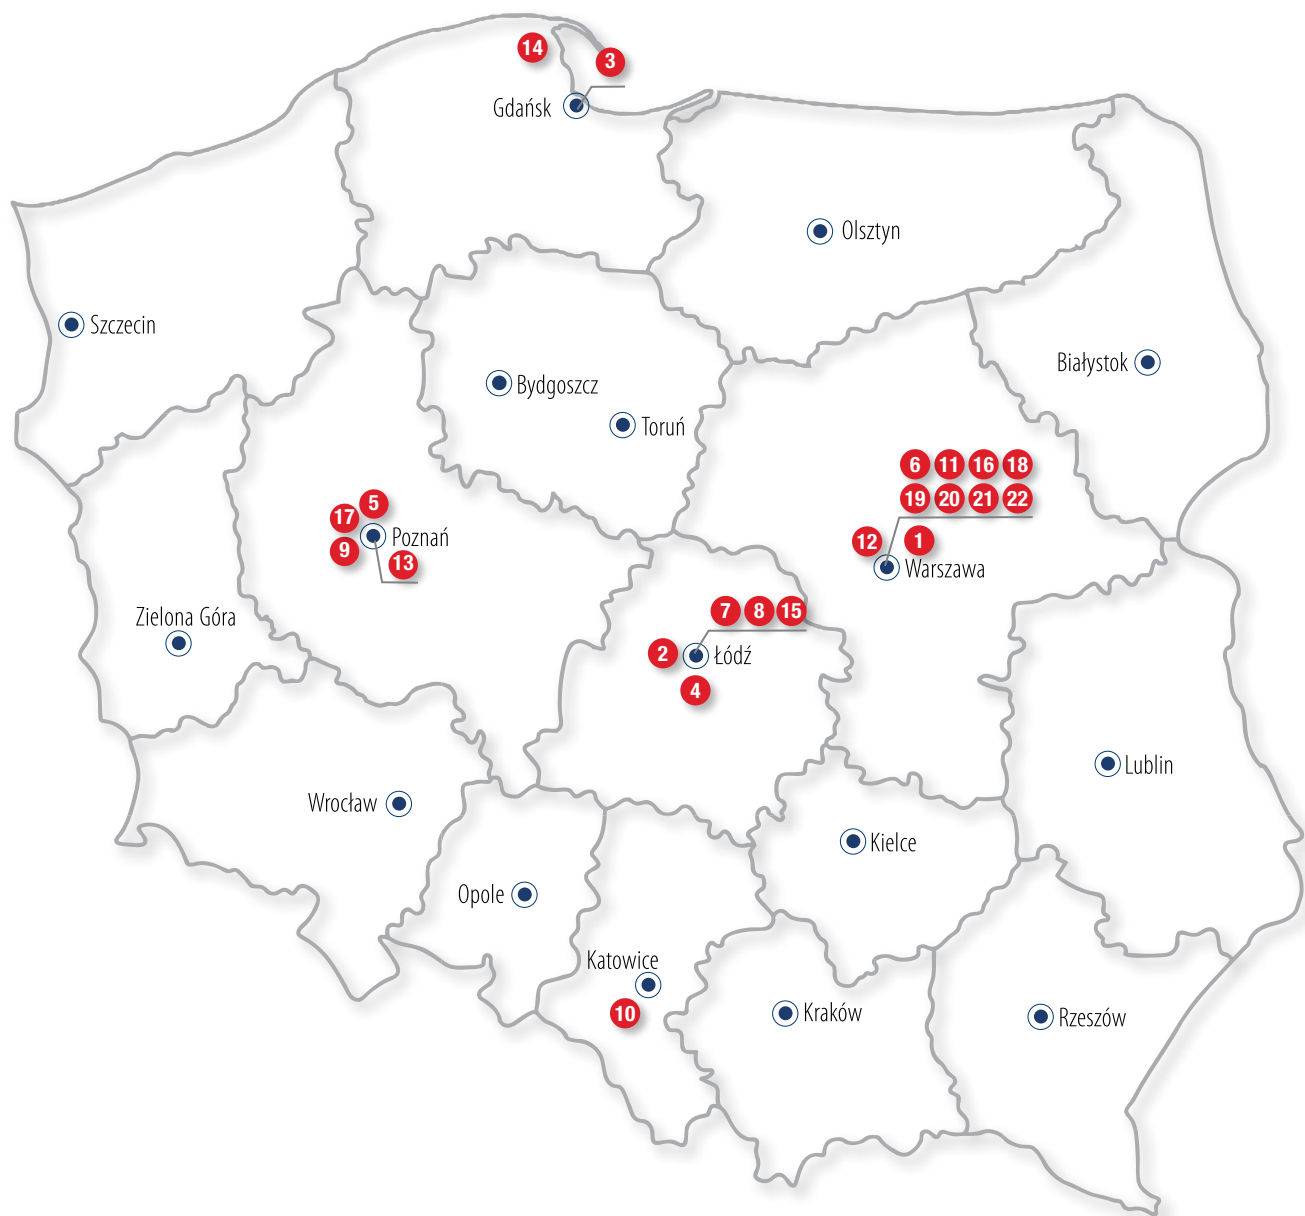 14
3
Gdańsk
Olsztyn
Szczecin
Białystok
Bydgoszcz
Toruń
6 11 16 18
19 20 21 22
5
17
Poznań
9
13
12
1
Warszawa
Zielona Góra
7 8 15
2
Łódź
4
Lublin
Wrocław
Kielce
Opole
Katowice
10
Kraków
Rzeszów